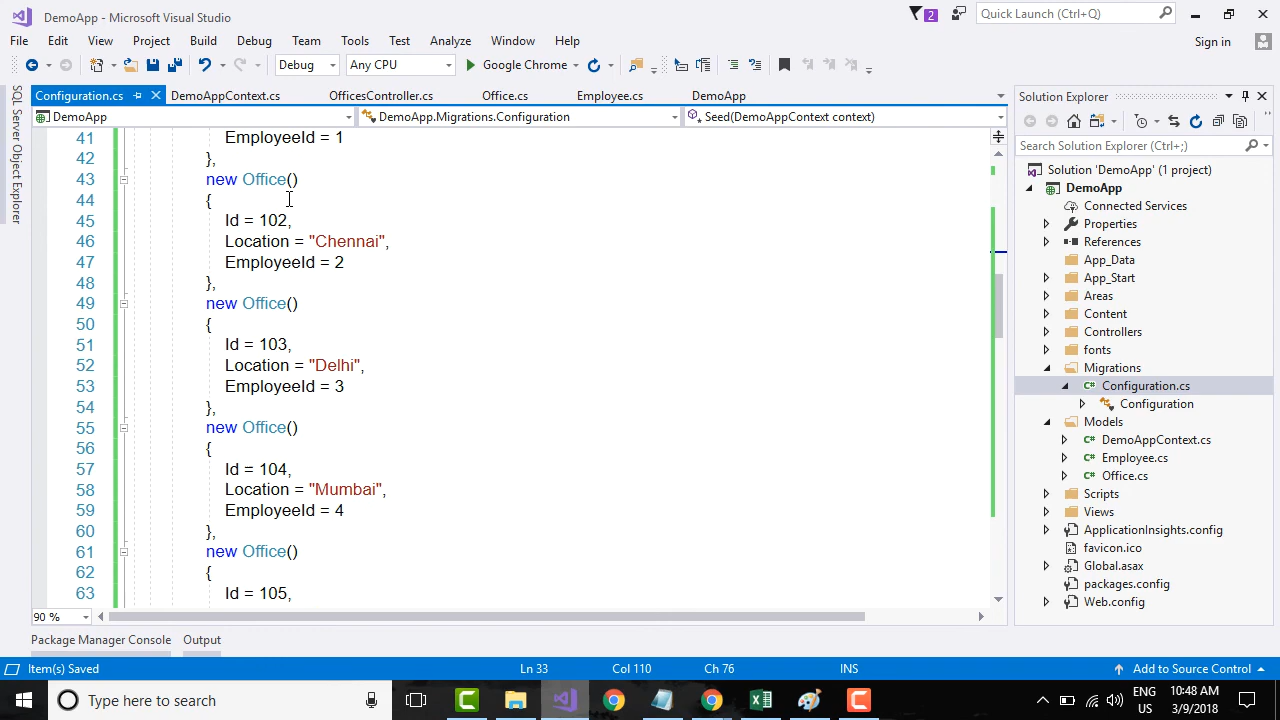 DemoApp - Microsoft Visual Studio
2
Quick Launch (Ctrl+Q)
File Edit View Project Build Debug Team Tools Test Analyze Window Help
Sign in
Debug Any CPU Google Chrome
SQL Server Object Explorer
Configuration.cs DemoAppContext.cs OfficesController.cs Office.cs Employee.cs DemoApp
DemoApp DemoApp.Migrations.Configuration Seed(DemoAppContext context)
41 EmployeeId = 1
42 },
43 new Office()
44 {
45 Id = 102,
46 Location = "Chennai",
47 EmployeeId = 2
48 },
49 new Office()
50 {
51 Id = 103,
52 Location = "Delhi",
53 EmployeeId = 3
54 },
55 new Office()
56 {
57 Id = 104,
58 Location = "Mumbai",
59 EmployeeId = 4
60 },
61 new Office()
62 {
63 Id = 105,
90 %
Solution Explorer
Search Solution Explorer (Ctrl+;)
Solution 'DemoApp' (1 project)
DemoApp
Connected Services
Properties
References
App_Data
App_Start
Areas
Content
Controllers
fonts
Migrations
C# Configuration.cs
Configuration
Models
C# DemoAppContext.cs
C# Employee.cs
C# Office.cs
Scripts
Views
ApplicationInsights.config
favicon.ico
Global.asax
packages.config
Web.config
Package Manager Console Output
Item(s) Saved Ln 33 Col 110 Ch 76 INS Add to Source Control
Type here to search
ENG
US
10:48 AM
3/9/2018